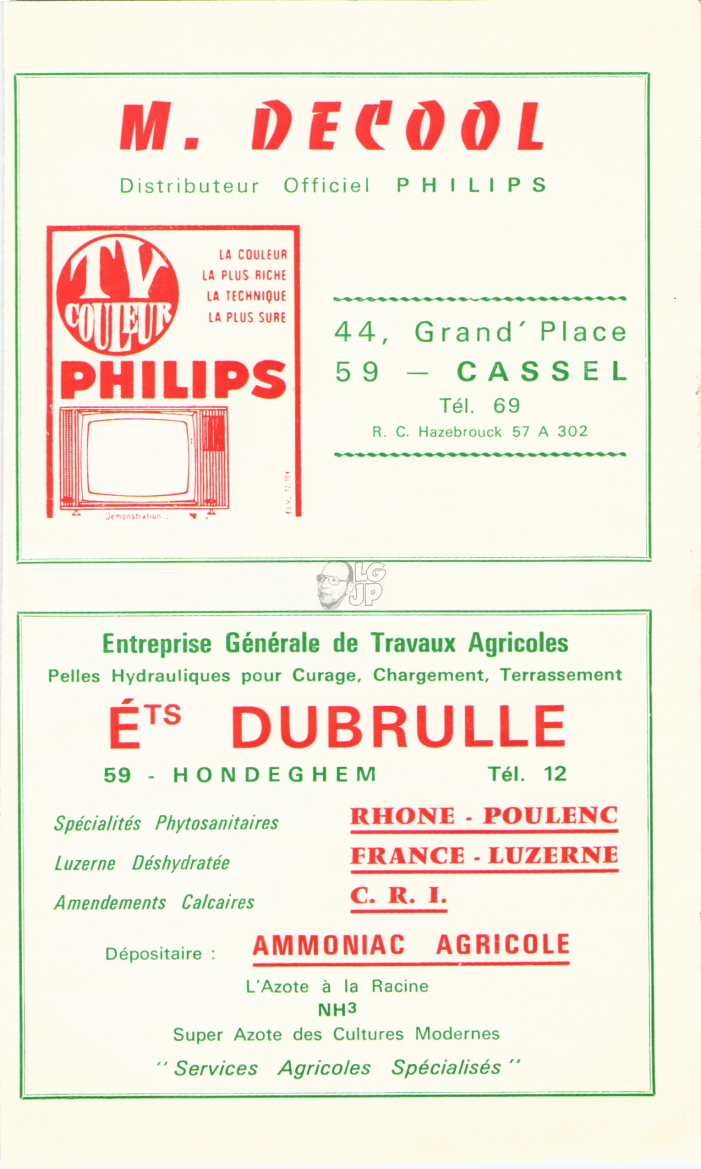 M. DECOOL
Distributeur Officiel PHILIPS
TV
COULEUR
LA COULEUR
LA PLUS RICHE
LA TECHNIQUE
LA PLUS SURE
PHILIPS
Démonstration :
44, Grand' Place
59 — CASSEL
Tél. 69
R. C. Hazebrouck 57 A 302
LG
JP
Entreprise Générale de Travaux Agricoles
Pelles Hydrauliques pour Curage, Chargement, Terrassement
ÉTS DUBRULLE
59 - HONDEGHEM Tél. 12
Spécialités Phytosanitaires RHONE - POULENC
Luzerne Déshydratée FRANCE - LUZERNE
Amendements Calcaires C. R. I.
Dépositaire : AMMONIAC AGRICOLE
L'Azote à la Racine
NH3
Super Azote des Cultures Modernes
" Services Agricoles Spécialisés "